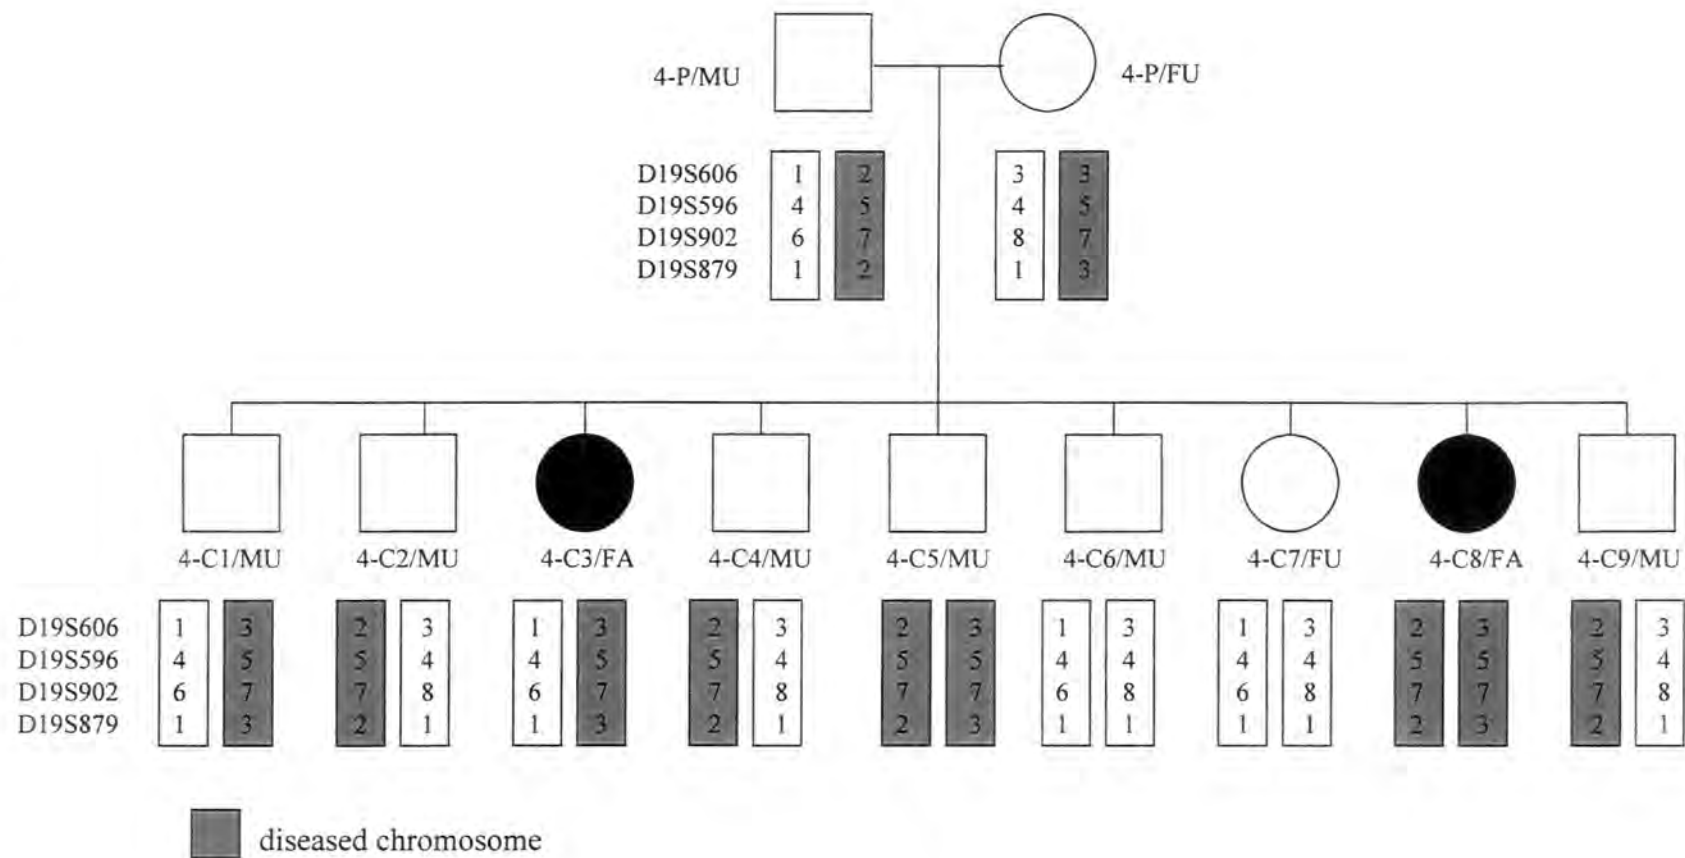 4-P/MU 4-P/FU
D19S606 1 2 3 3
D19S596 4 5 4 5
D19S902 6 7 8 7
D19S879 1 2 1 3
4-C1/MU 4-C2/MU 4-C3/FA 4-C4/MU 4-C5/MU 4-C6/MU 4-C7/FU 4-C8/FA 4-C9/MU
D19S606 1 3 2 3 1 3 2 3 2 3 1 3 1 3 2 3 2 3
D19S596 4 5 5 4 4 5 5 4 5 5 4 4 4 4 5 5 5 4
D19S902 6 7 7 8 6 7 7 8 7 7 6 8 6 8 7 7 7 8
D19S879 1 3 2 1 1 3 2 1 2 3 1 1 1 1 2 3 2 1
diseased chromosome